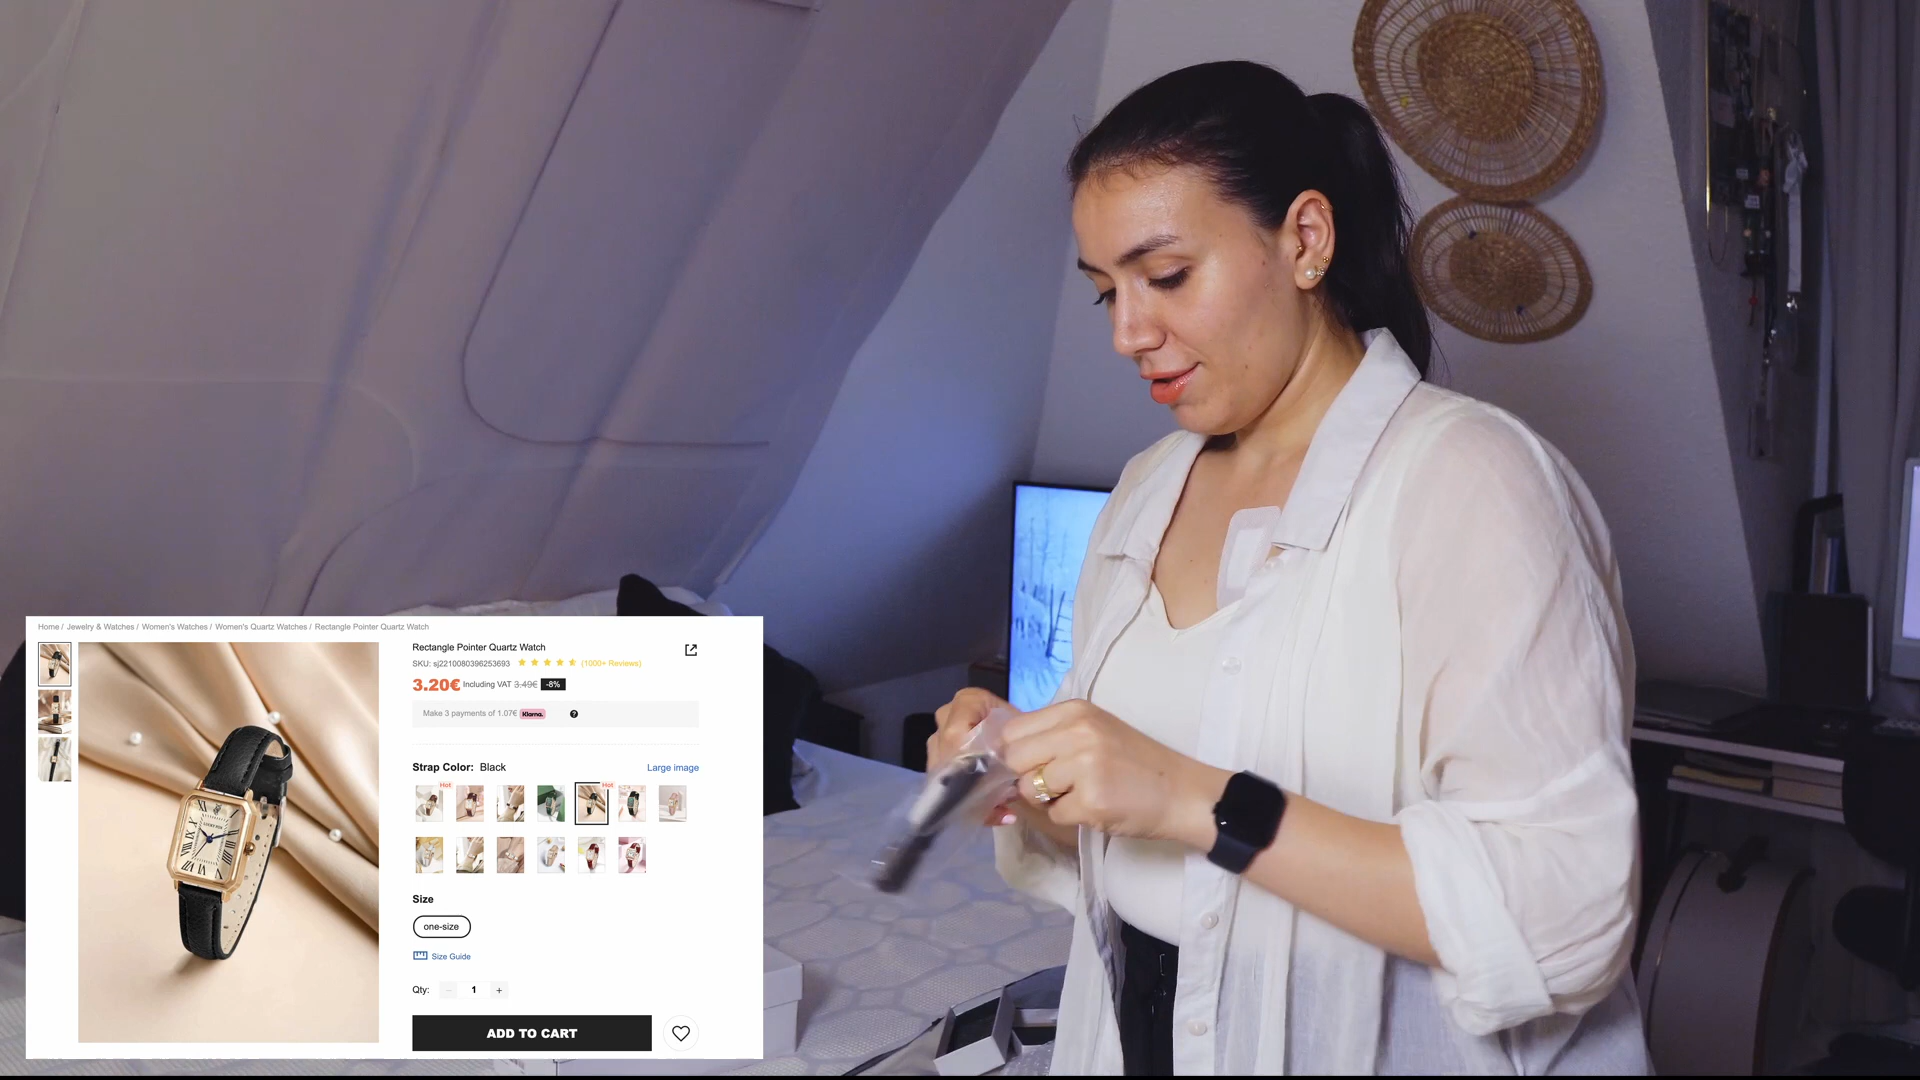 Home / Jewelry & Watches / Women's Watches / Women's Quartz Watches / Rectangle Pointer Quartz Watch
Rectangle Pointer Quartz Watch
SKU: sj2210080396253693 (1000+ Reviews)
3.20€ Including VAT 3.49€ -8%
Make 3 payments of 1.07€ Klarna. ?
Strap Color: Black Large image
Hot Hot
Size
one-size
Size Guide
Qty: − 1 +
ADD TO CART
XII